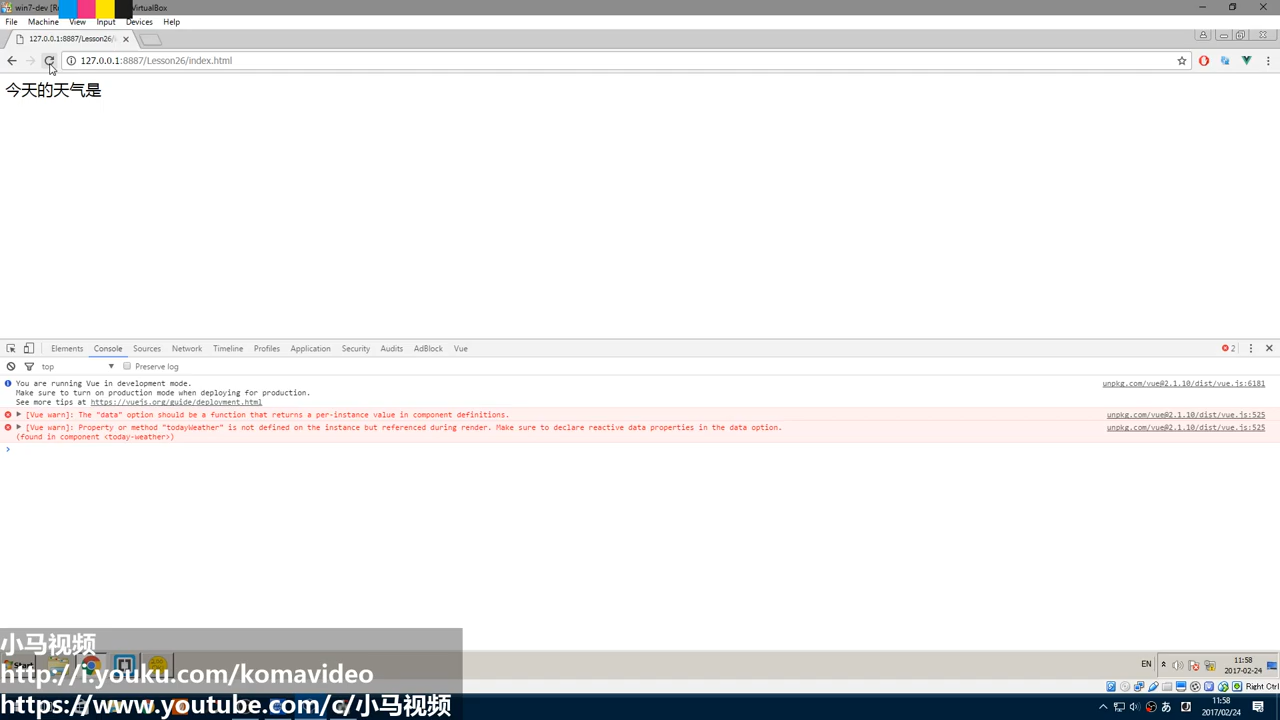 win7-dev [R
VirtualBox
File Machine View Input Devices Help
127.0.0.1:8887/Lesson26/i
127.0.0.1:8887/Lesson26/index.html
今天的天气是
Elements Console Sources Network Timeline Profiles Application Security Audits AdBlock Vue
2
top Preserve log
You are running Vue in development mode. unpkg.com/vue@2.1.10/dist/vue.js:6181
Make sure to turn on production mode when deploying for production.
See more tips at https://vuejs.org/guide/deployment.html
[Vue warn]: The "data" option should be a function that returns a per-instance value in component definitions. unpkg.com/vue@2.1.10/dist/vue.js:525
[Vue warn]: Property or method "todayWeather" is not defined on the instance but referenced during render. Make sure to declare reactive data properties in the data option. unpkg.com/vue@2.1.10/dist/vue.js:525
(found in component <today-weather>)
小马视频
http://i.youku.com/komavideo
https://www.youtube.com/c/小马视频
Start
EN 11:58
2017-02-24
Right Ctrl
11:58
2017/02/24